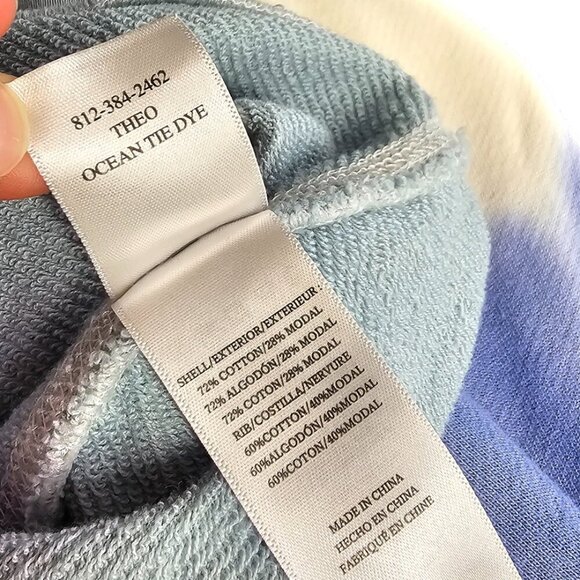 812-384-2462
THEO
OCEAN TIE DYE
SHELL/EXTERIOR/EXTERIEUR :
72% COTTON/28% MODAL
72% ALGODÓN/28% MODAL
72% COTON/28% MODAL
RIB/COSTILLA/NERVURE
60%COTTON/40%MODAL
60%ALGODÓN/40%MODAL
60%COTON/40%MODAL
MADE IN CHINA
HECHO EN CHINA
FABRIQUÉ EN CHINE